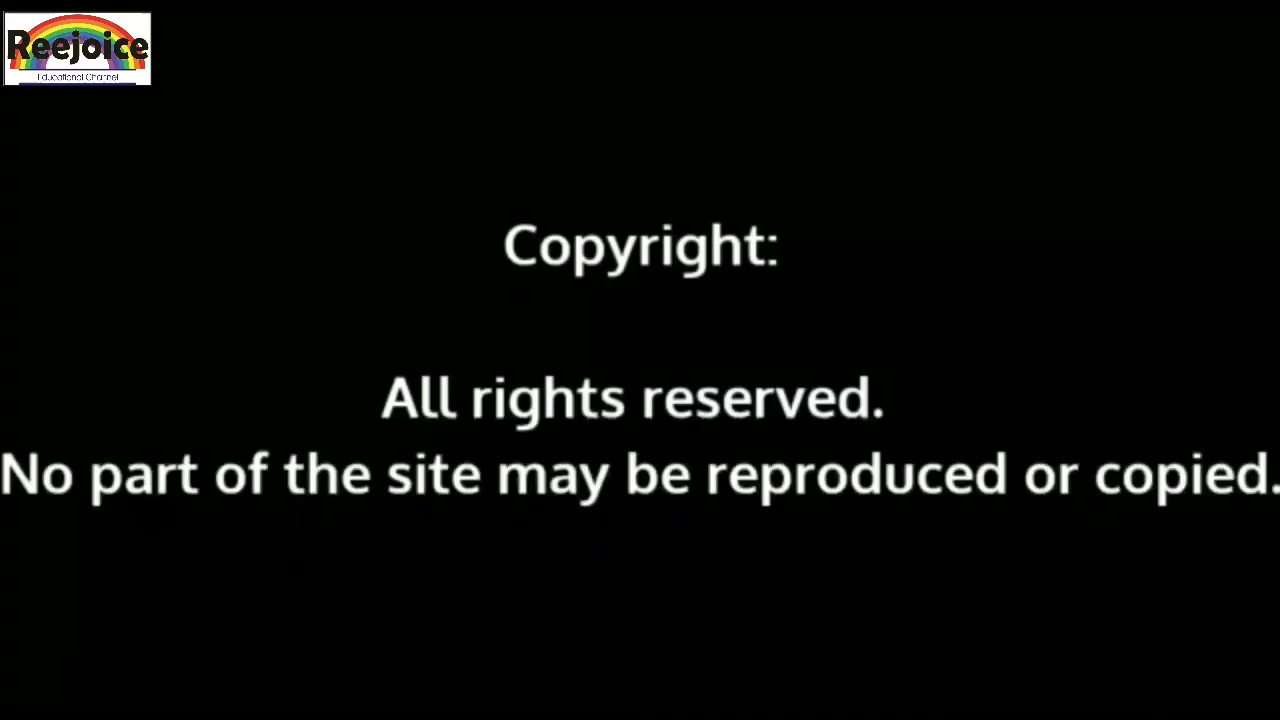 Reejoice
Educational Channel
Copyright:
All rights reserved.
No part of the site may be reproduced or copied.